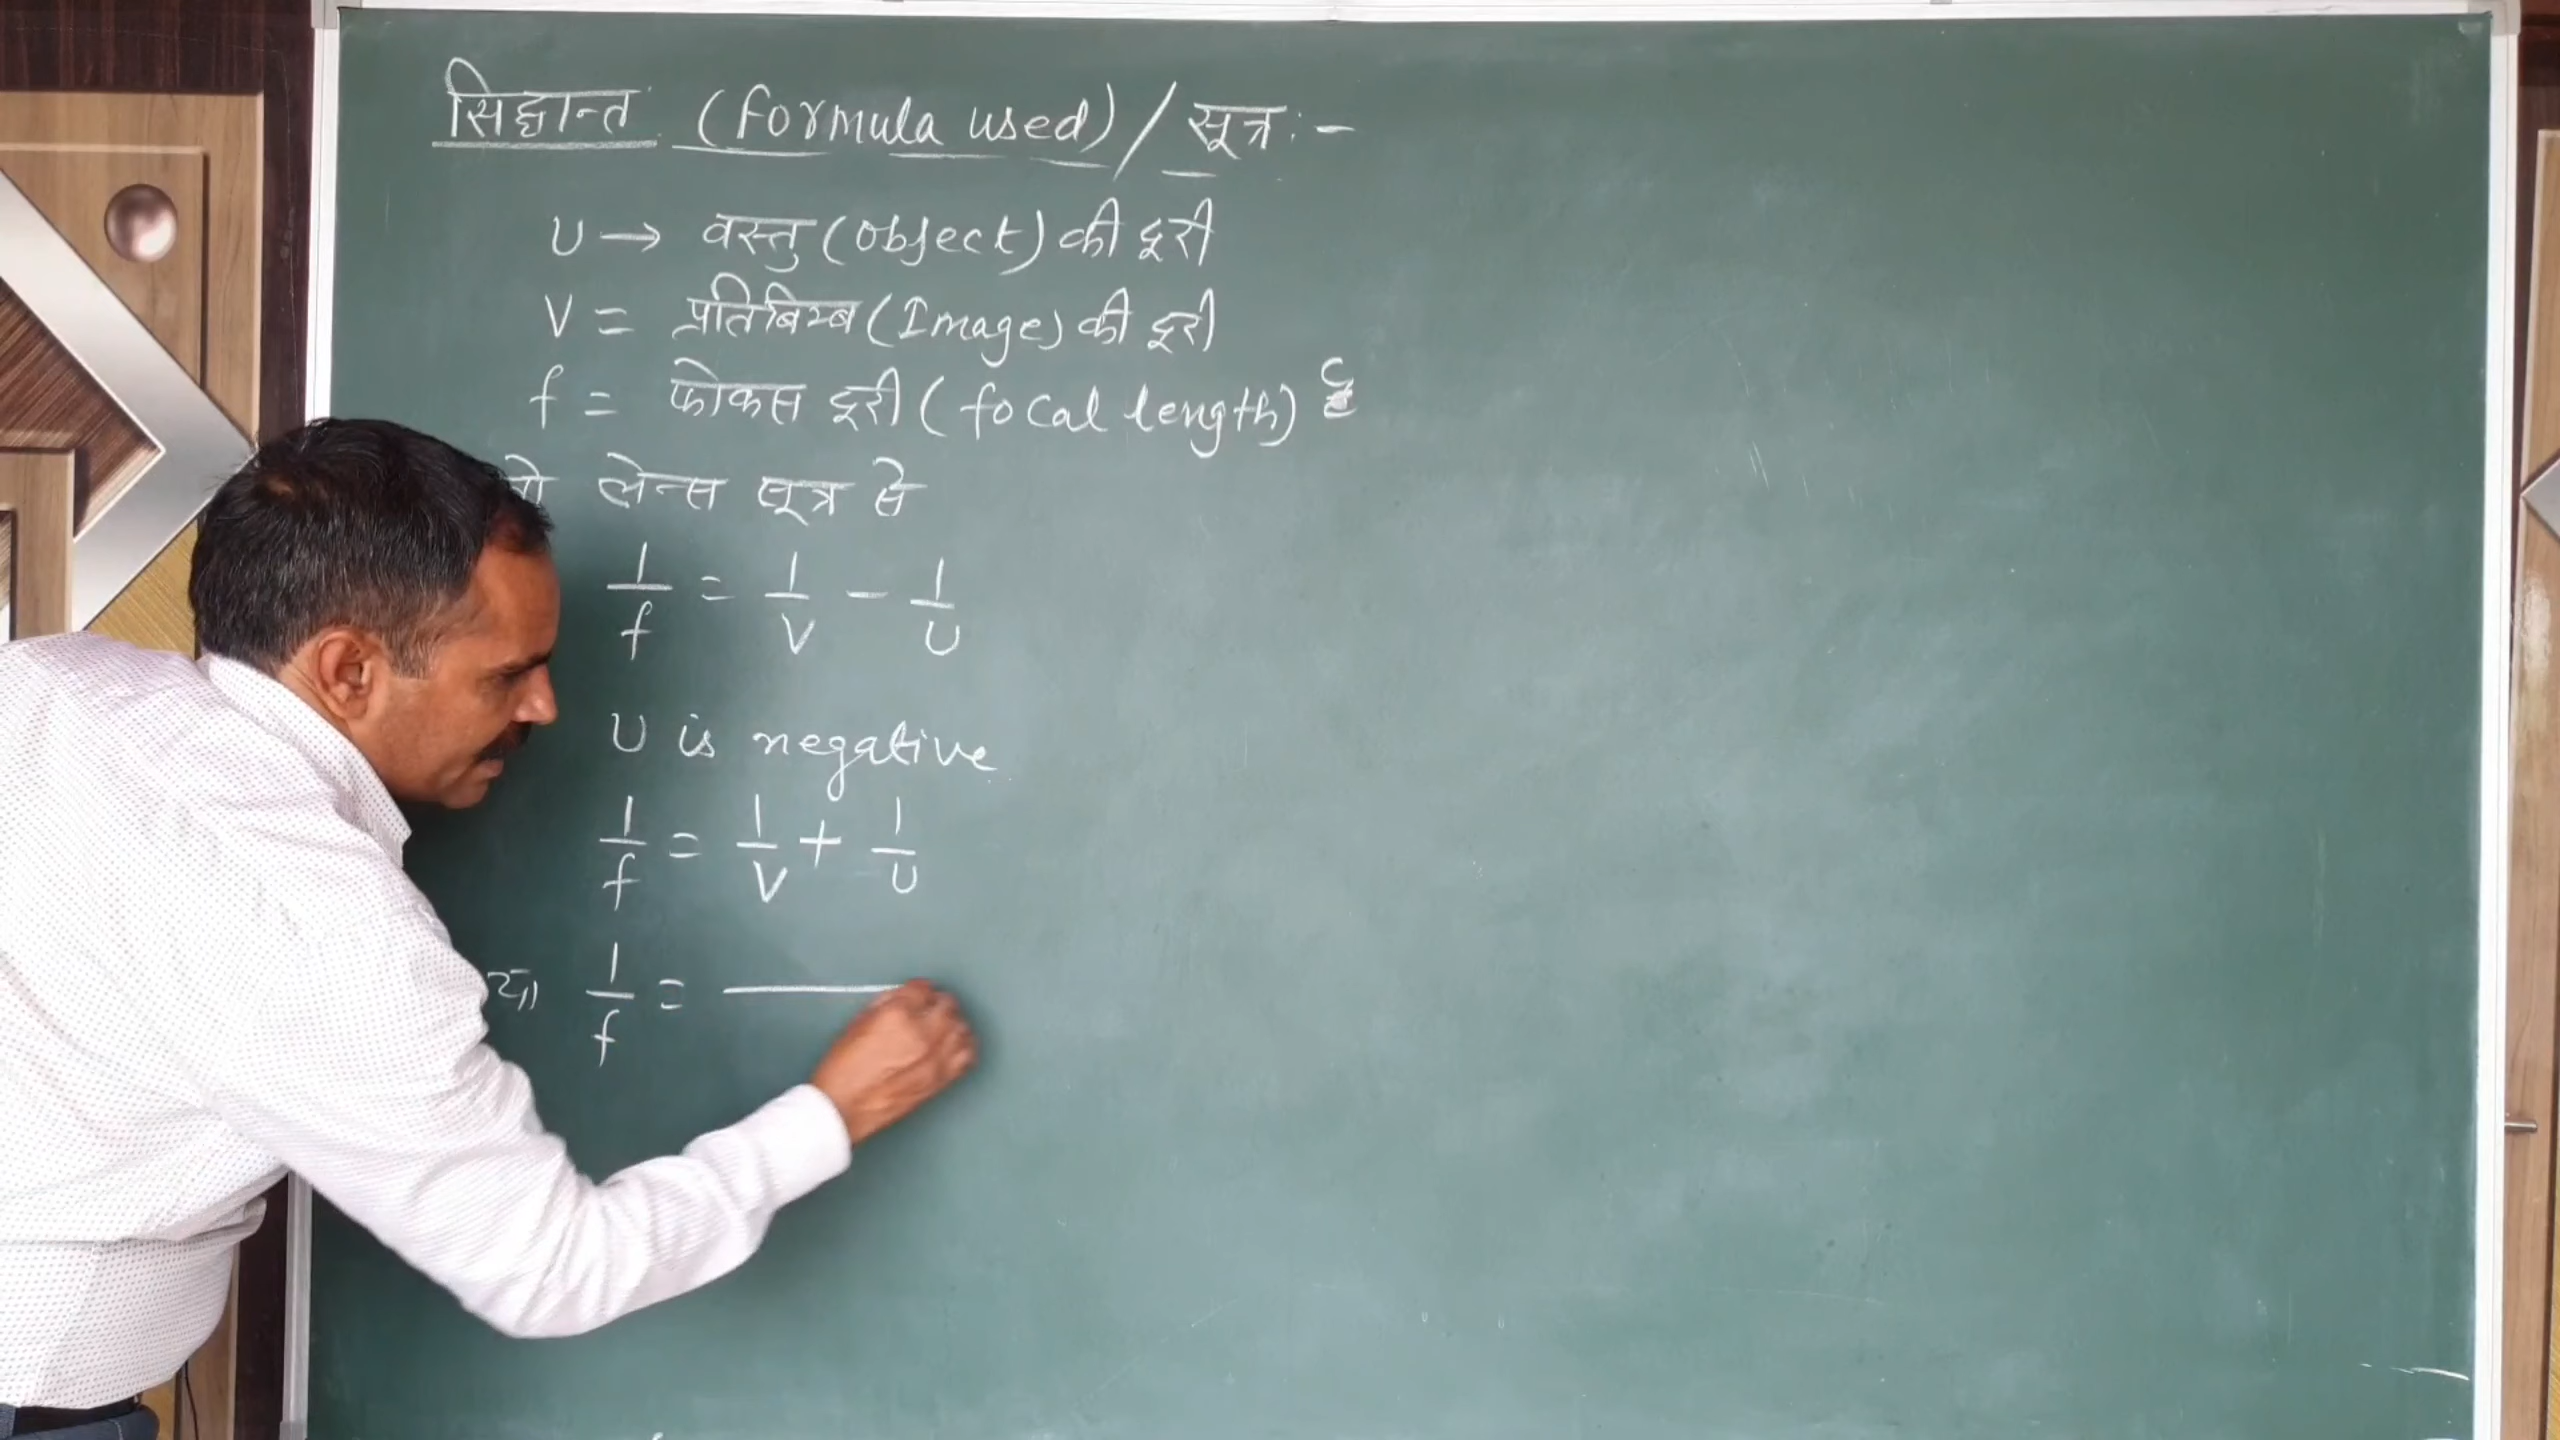 सिद्धान्त (formula used) / सूत्र :-
U → वस्तु (object) की दूरी
V = प्रतिबिम्ब (Image) की दूरी
f = फोकस दूरी (focal length)
लेन्स सूत्र से
1/f = 1/V - 1/U
U is negative
1/f = 1/V + 1/U
या 1/f =